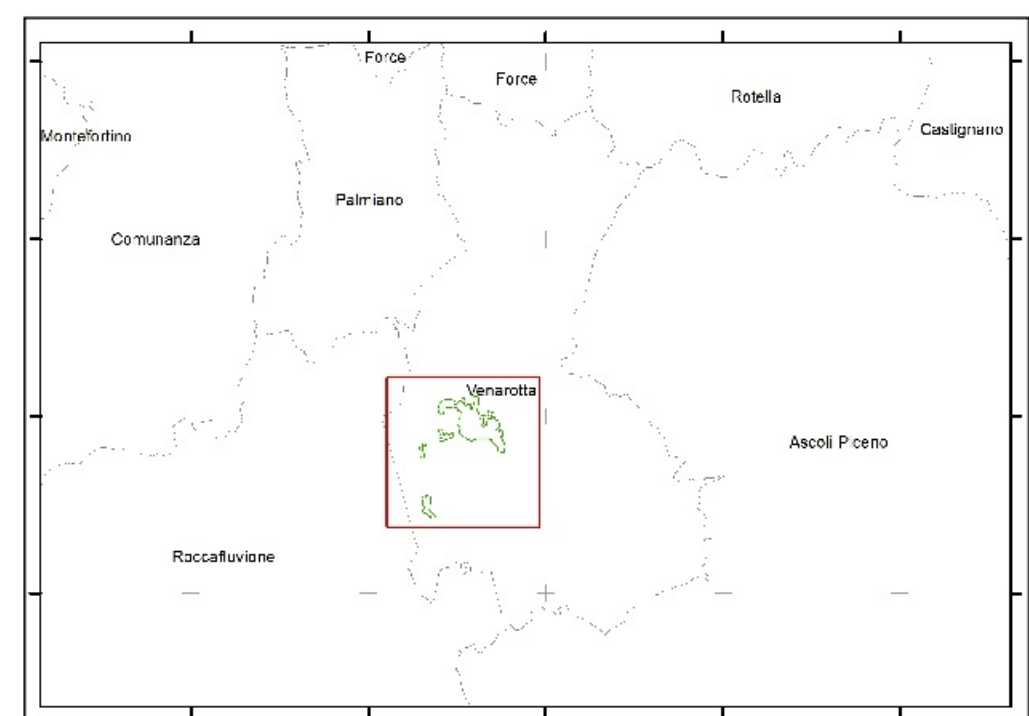 Force
Force
Rotella
Castignano
Montefortino
Palmiano
Comunanza
Venarotta
Ascoli Piceno
Roccafluvione